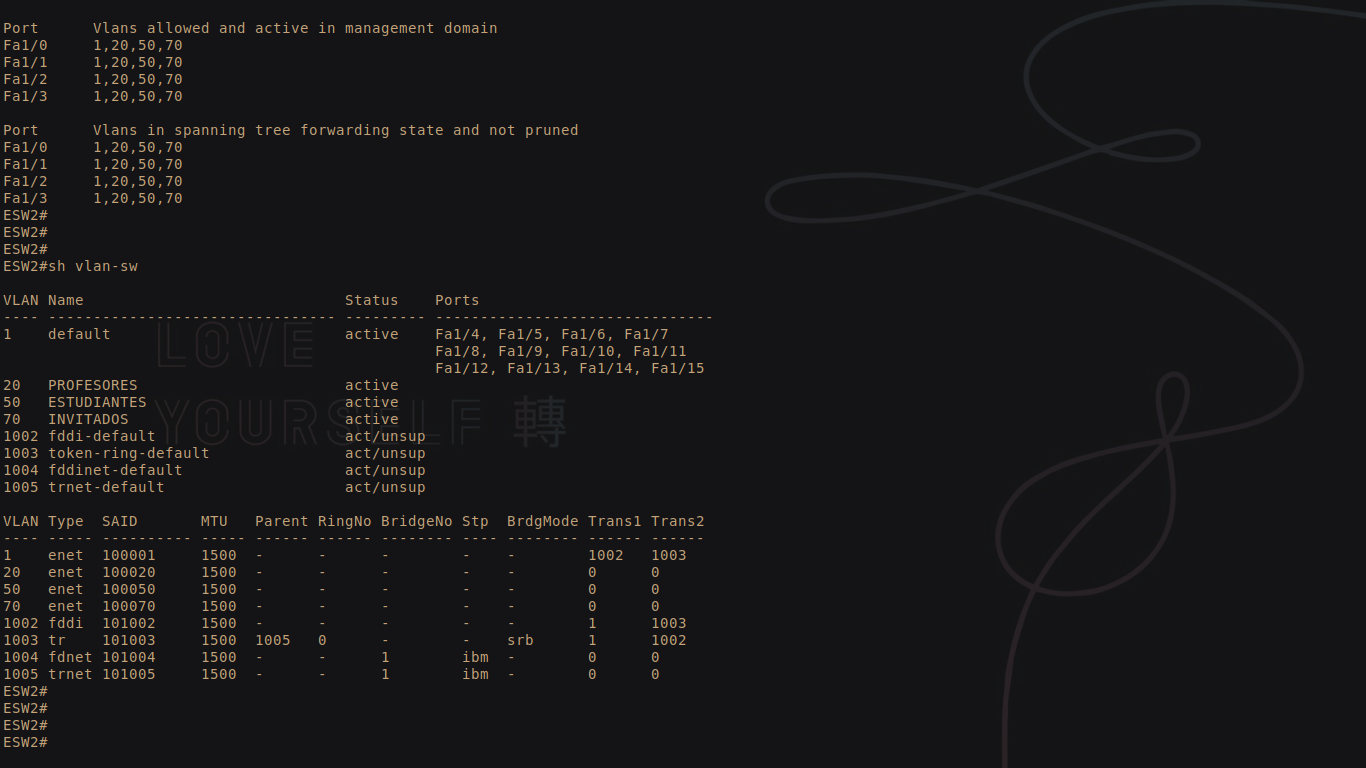 Port      Vlans allowed and active in management domain
Fa1/0     1,20,50,70
Fa1/1     1,20,50,70
Fa1/2     1,20,50,70
Fa1/3     1,20,50,70
Port      Vlans in spanning tree forwarding state and not pruned
Fa1/0     1,20,50,70
Fa1/1     1,20,50,70
Fa1/2     1,20,50,70
Fa1/3     1,20,50,70
ESW2#
ESW2#
ESW2#
ESW2#sh vlan-sw
VLAN Name                             Status    Ports
---- -------------------------------- --------- -------------------------------
1    default                          active    Fa1/4, Fa1/5, Fa1/6, Fa1/7
                                                Fa1/8, Fa1/9, Fa1/10, Fa1/11
                                                Fa1/12, Fa1/13, Fa1/14, Fa1/15
20   PROFESORES                       active
50   ESTUDIANTES                      active
70   INVITADOS                        active
1002 fddi-default                     act/unsup
1003 token-ring-default               act/unsup
1004 fddinet-default                  act/unsup
1005 trnet-default                    act/unsup
LOVE
YOURSELF 轉
VLAN Type  SAID       MTU   Parent RingNo BridgeNo Stp  BrdgMode Trans1 Trans2
---- ----- ---------- ----- ------ ------ -------- ---- -------- ------ ------
1    enet  100001     1500  -      -      -        -    -        1002   1003
20   enet  100020     1500  -      -      -        -    -        0      0
50   enet  100050     1500  -      -      -        -    -        0      0
70   enet  100070     1500  -      -      -        -    -        0      0
1002 fddi  101002     1500  -      -      -        -    -        1      1003
1003 tr    101003     1500  1005   0      -        -    srb      1      1002
1004 fdnet 101004     1500  -      -      1        ibm  -        0      0
1005 trnet 101005     1500  -      -      1        ibm  -        0      0
ESW2#
ESW2#
ESW2#
ESW2#